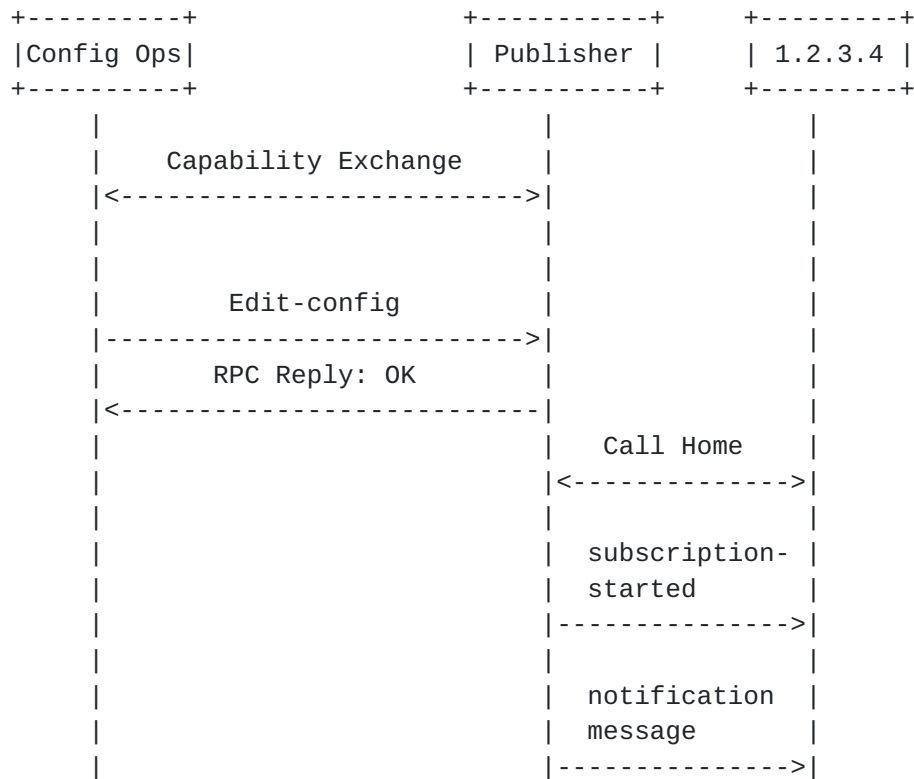 +----------+                 +-----------+     +---------+
|Config Ops|                 | Publisher |     | 1.2.3.4 |
+----------+                 +-----------+     +---------+
     |                            |                |
     |    Capability Exchange     |                |
     |<-------------------------->|                |
     |                            |                |
     |                            |                |
     |        Edit-config         |                |
     |--------------------------->|                |
     |       RPC Reply: OK        |                |
     |<---------------------------|                |
     |                            |   Call Home    |
     |                            |<-------------->|
     |                            |                |
     |                            |  subscription- |
     |                            |  started       |
     |                            |--------------->|
     |                            |                |
     |                            |  notification  |
     |                            |  message       |
     |                            |--------------->|